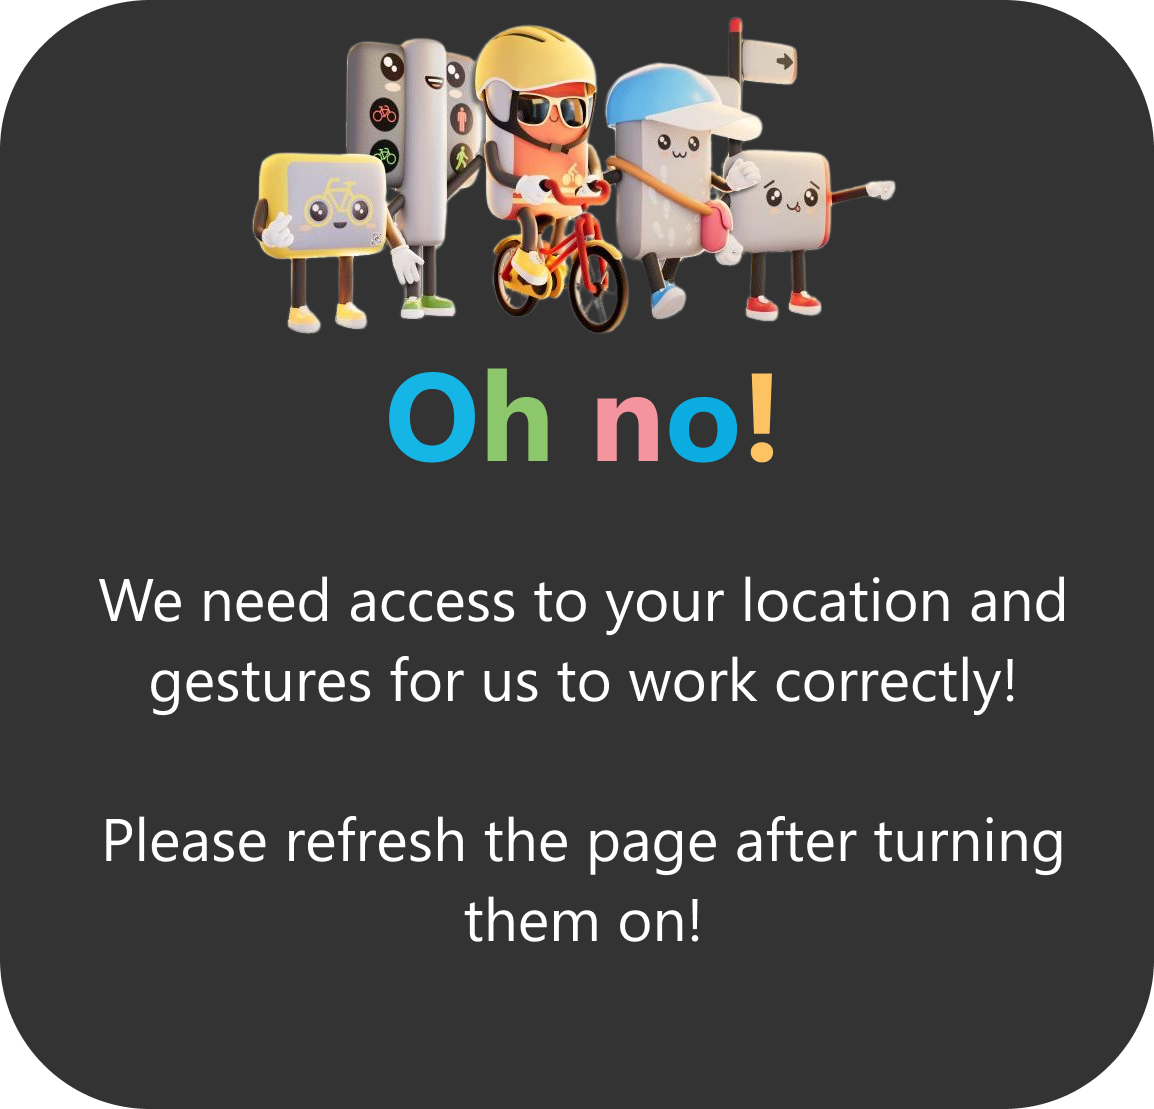 Oh no!
We need access to your location and
gestures for us to work correctly!
Please refresh the page after turning
them on!